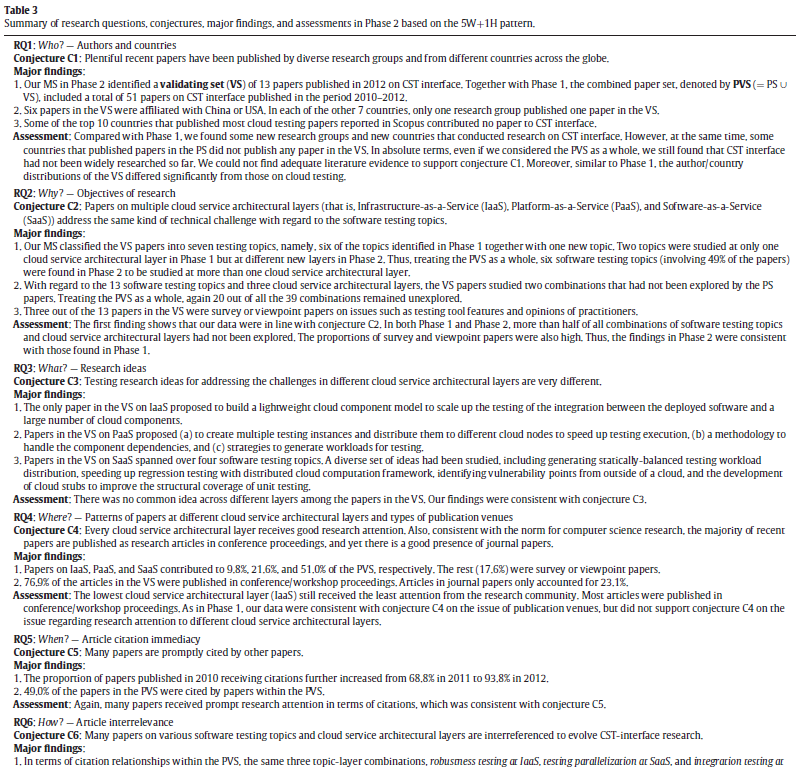 Table 3
Summary of research questions, conjectures, major findings, and assessments in Phase 2 based on the 5W+1H pattern.
RQ1: Who? – Authors and countries
Conjecture C1: Plentiful recent papers have been published by diverse research groups and from different countries across the globe.
Major findings:
1. Our MS in Phase 2 identified a validating set (VS) of 13 papers published in 2012 on CST interface. Together with Phase 1, the combined paper set, denoted by PVS (= PS ∪
VS), included a total of 51 papers on CST interface published in the period 2010–2012.
2. Six papers in the VS were affiliated with China or USA. In each of the other 7 countries, only one research group published one paper in the VS.
3. Some of the top 10 countries that published most cloud testing papers reported in Scopus contributed no paper to CST interface.
Assessment: Compared with Phase 1, we found some new research groups and new countries that conducted research on CST interface. However, at the same time, some
countries that published papers in the PS did not publish any paper in the VS. In absolute terms, even if we considered the PVS as a whole, we still found that CST interface
had not been widely researched so far. We could not find adequate literature evidence to support conjecture C1. Moreover, similar to Phase 1, the author/country
distributions of the VS differed significantly from those on cloud testing.
RQ2: Why? – Objectives of research
Conjecture C2: Papers on multiple cloud service architectural layers (that is, Infrastructure-as-a-Service (IaaS), Platform-as-a-Service (PaaS), and Software-as-a-Service
(SaaS)) address the same kind of technical challenge with regard to the software testing topics.
Major findings:
1. Our MS classified the VS papers into seven testing topics, namely, six of the topics identified in Phase 1 together with one new topic. Two topics were studied at only one
cloud service architectural layer in Phase 1 but at different new layers in Phase 2. Thus, treating the PVS as a whole, six software testing topics (involving 49% of the papers)
were found in Phase 2 to be studied at more than one cloud service architectural layer.
2. With regard to the 13 software testing topics and three cloud service architectural layers, the VS papers studied two combinations that had not been explored by the PS
papers. Treating the PVS as a whole, again 20 out of all the 39 combinations remained unexplored.
3. Three out of the 13 papers in the VS were survey or viewpoint papers on issues such as testing tool features and opinions of practitioners.
Assessment: The first finding shows that our data were in line with conjecture C2. In both Phase 1 and Phase 2, more than half of all combinations of software testing topics
and cloud service architectural layers had not been explored. The proportions of survey and viewpoint papers were also high. Thus, the findings in Phase 2 were consistent
with those found in Phase 1.
RQ3: What? – Research ideas
Conjecture C3: Testing research ideas for addressing the challenges in different cloud service architectural layers are very different.
Major findings:
1. The only paper in the VS on IaaS proposed to build a lighweight cloud component model to scale up the testing of the integration between the deployed software and a
large number of cloud components.
2. Papers in the VS on PaaS proposed (a) to create multiple testing instances and distribute them to different cloud nodes to speed up testing execution, (b) a methodology to
handle the component dependencies, and (c) strategies to generate workloads for testing.
3. Papers in the VS on SaaS spanned over four software testing topics. A diverse set of ideas had been studied, including generating statically-balanced testing workload
distribution, speeding up regression testing with distributed cloud computation framework, identifying vulnerability points from outside of a cloud, and the development
of cloud stubs to improve the structural coverage of unit testing.
Assessment: There was no common idea across different layers among the papers in the VS. Our findings were consistent with conjecture C3.
RQ4: Where? – Patterns of papers at different cloud service architectural layers and types of publication venues
Conjecture C4: Every cloud service architectural layer receives good research attention. Also, consistent with the norm for computer science research, the majority of recent
papers are published as research articles in conference proceedings, and yet there is a good presence of journal papers.
Major findings:
1. Papers on IaaS, PaaS, and SaaS contributed to 9.8%, 21.6%, and 51.0% of the PVS, respectively. The rest (17.6%) were survey or viewpoint papers.
2. 76.9% of the articles in the VS were published in conference/workshop proceedings. Articles in journal papers only accounted for 23.1%.
Assessment: The lowest cloud service architectural layer (IaaS) still received the least attention from the research community. Most articles were published in
conference/workshop proceedings. As in Phase 1, our data were consistent with conjecture C4 on the issue of publication venues, but did not support conjecture C4 on the
issue regarding research attention to different cloud service architectural layers.
RQ5: When? – Article citation immediacy
Conjecture C5: Many papers are promptly cited by other papers.
Major findings:
1. The proportion of papers published in 2010 receiving citations further increased from 68.8% in 2011 to 93.8% in 2012.
2. 49.0% of the papers in the PVS were cited by papers within the PVS.
Assessment: Again, many papers received prompt research attention in terms of citations, which was consistent with conjecture C5.
RQ6: How? – Article interrelevance
Conjecture C6: Many papers on various software testing topics and cloud service architectural layers are interreferenced to evolve CST-interface research.
Major findings:
1. In terms of citation relationships within the PVS, the same three topic-layer combinations, robustness testing at IaaS, testing parallelization at SaaS, and integration testing at